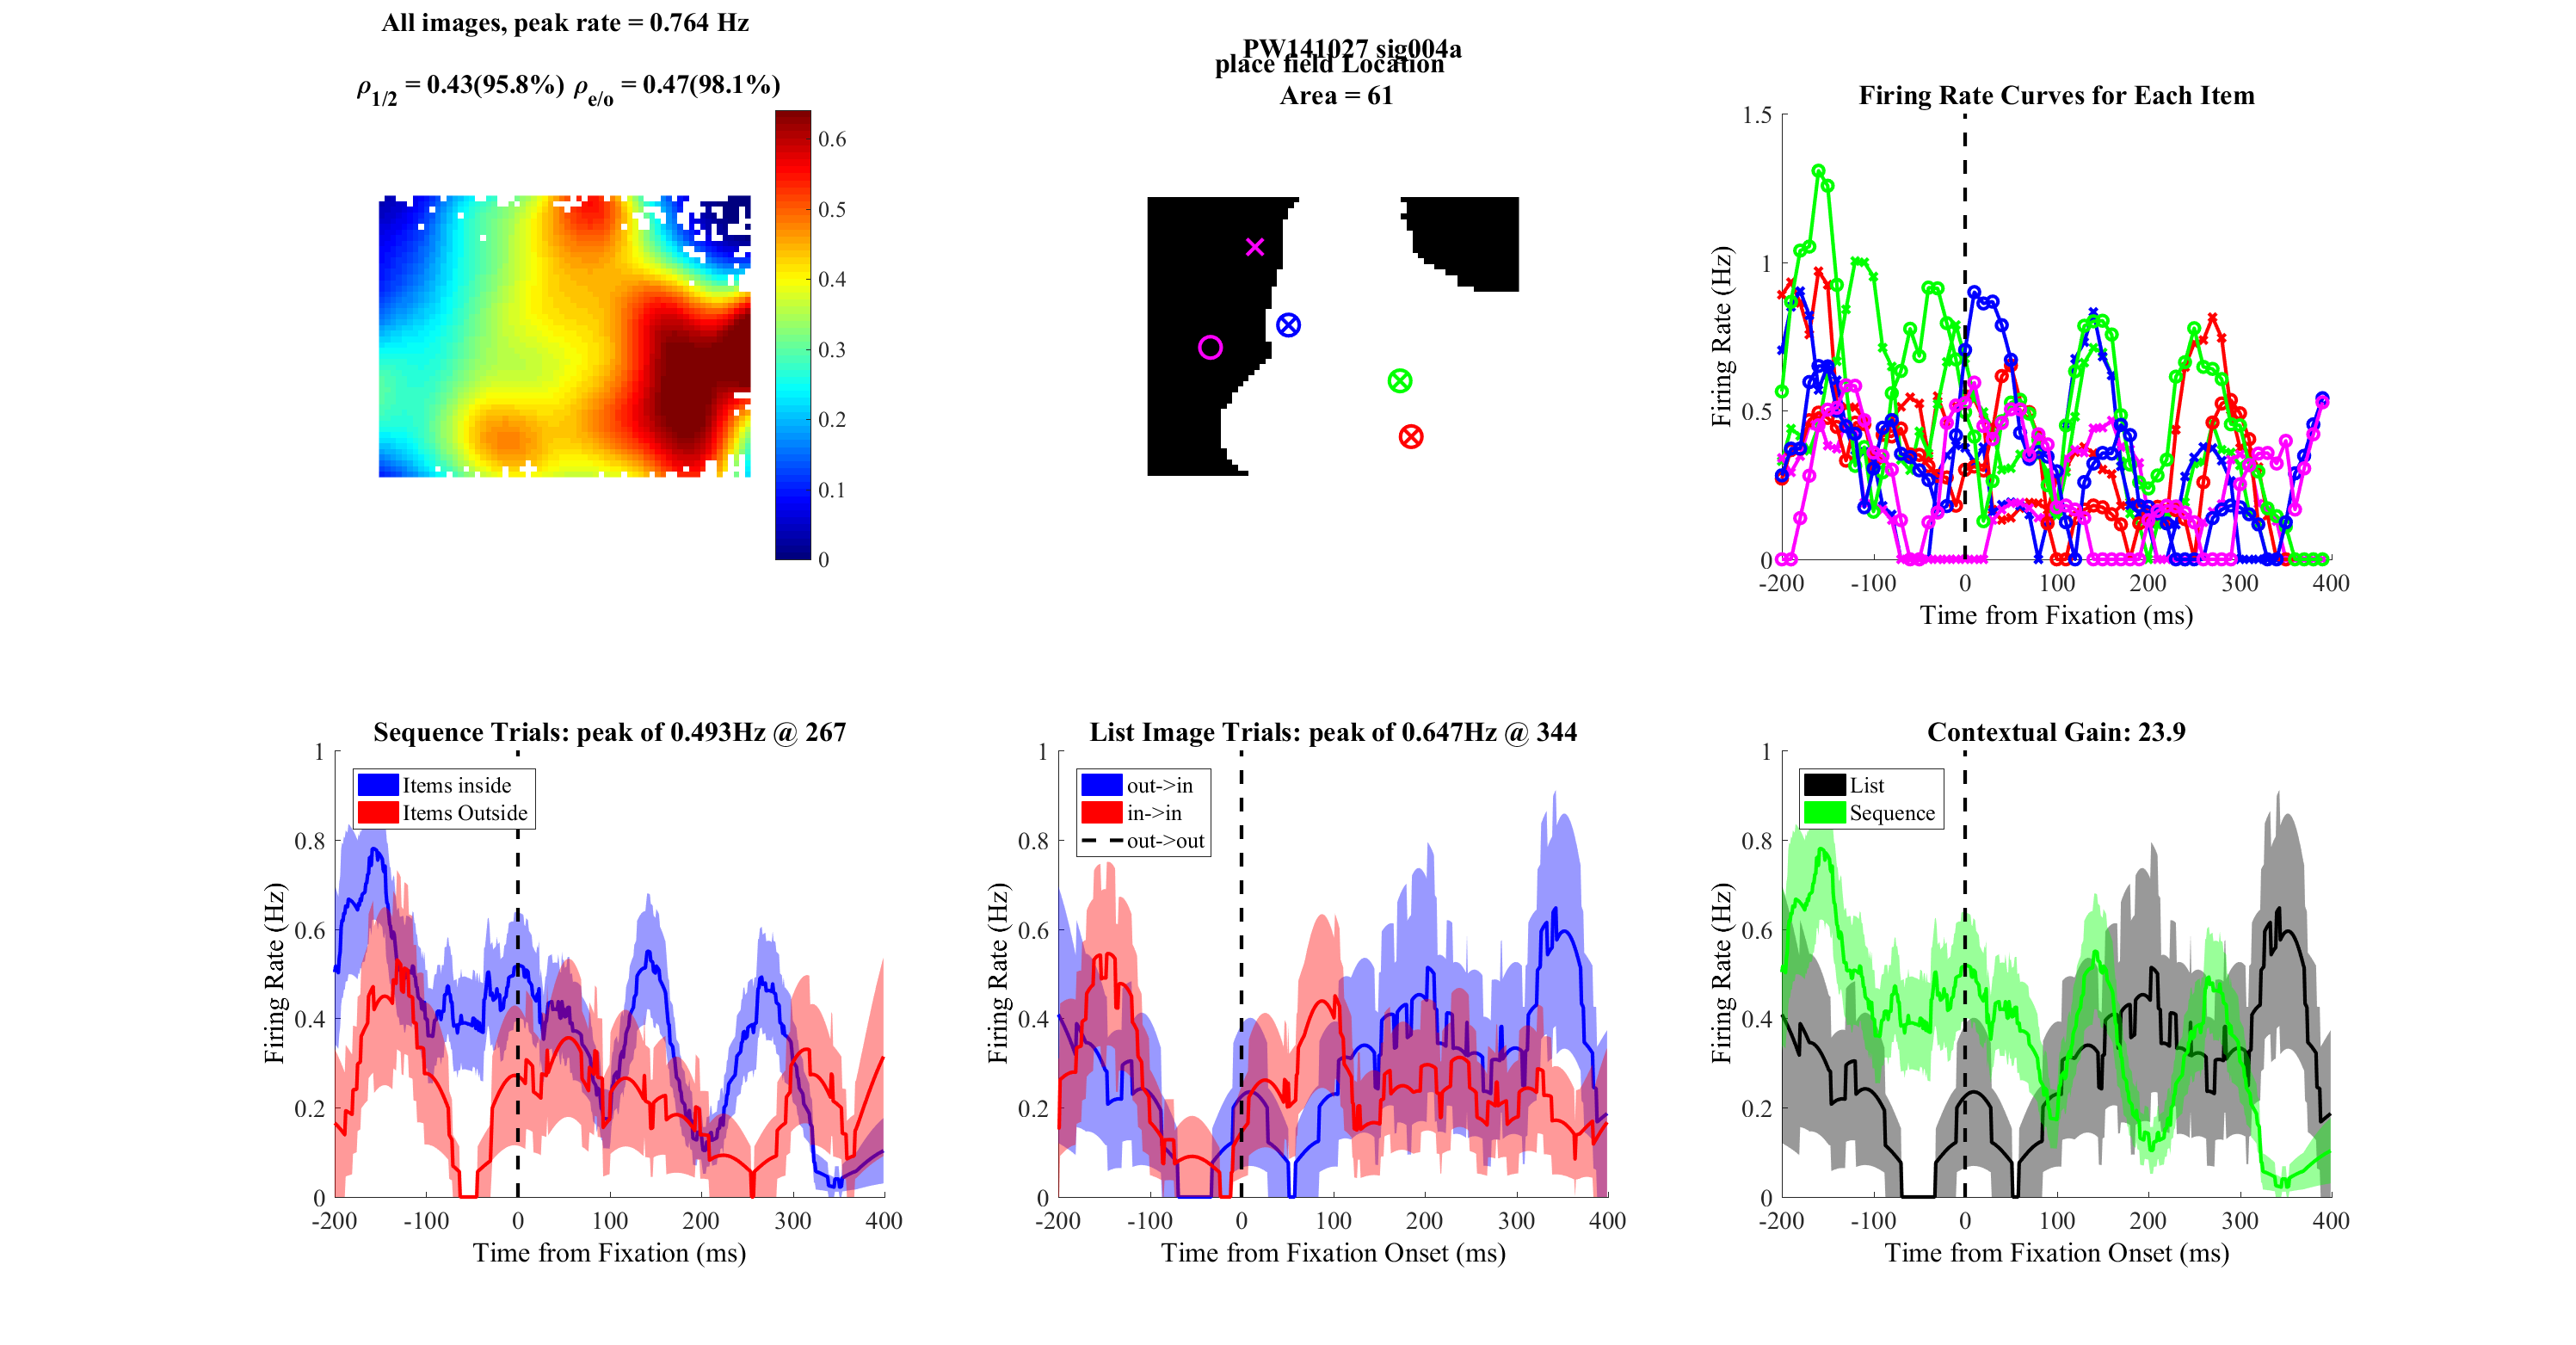 All images, peak rate = 0.764 Hz
ρ1/2 = 0.43(95.8%) ρe/o = 0.47(98.1%)
0.6
0.5
0.4
0.3
0.2
0.1
0
PW141027 sig004a
place field Location
Area = 61
Firing Rate Curves for Each Item
1.5
1
0.5
0
Firing Rate (Hz)
-200 -100 0 100 200 300 400
Time from Fixation (ms)
Sequence Trials: peak of 0.493Hz @ 267
Items inside
Items Outside
1
0.8
0.6
0.4
0.2
0
Firing Rate (Hz)
-200 -100 0 100 200 300 400
Time from Fixation (ms)
List Image Trials: peak of 0.647Hz @ 344
out->in
in->in
out->out
1
0.8
0.6
0.4
0.2
0
Firing Rate (Hz)
-200 -100 0 100 200 300 400
Time from Fixation Onset (ms)
Contextual Gain: 23.9
List
Sequence
1
0.8
0.6
0.4
0.2
0
Firing Rate (Hz)
-200 -100 0 100 200 300 400
Time from Fixation Onset (ms)